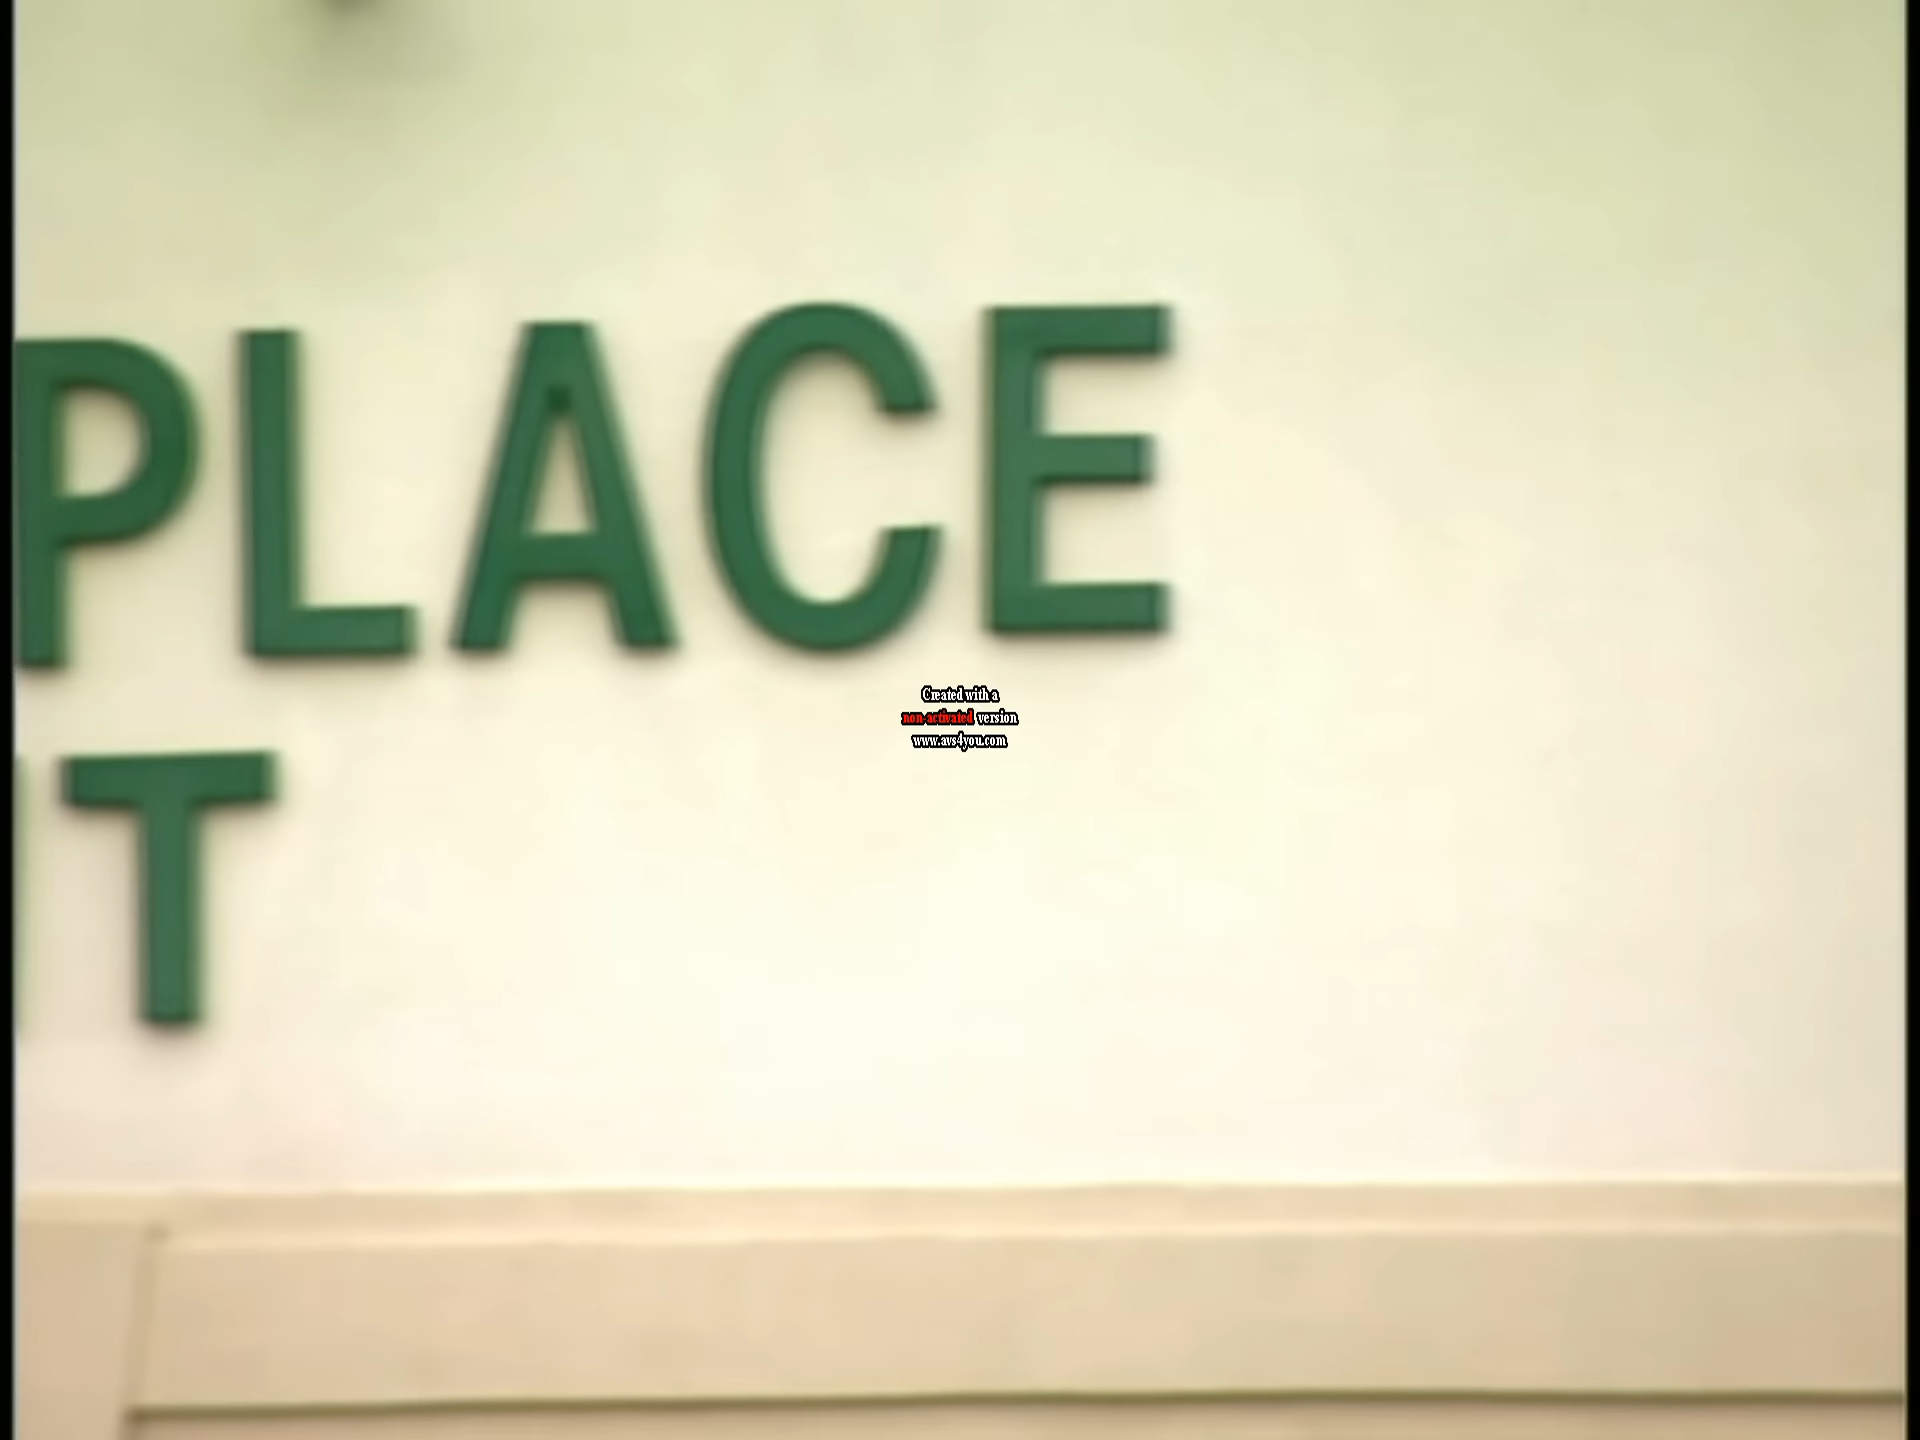 PLACE
T
Created with a
non-activated version
www.avs4you.com